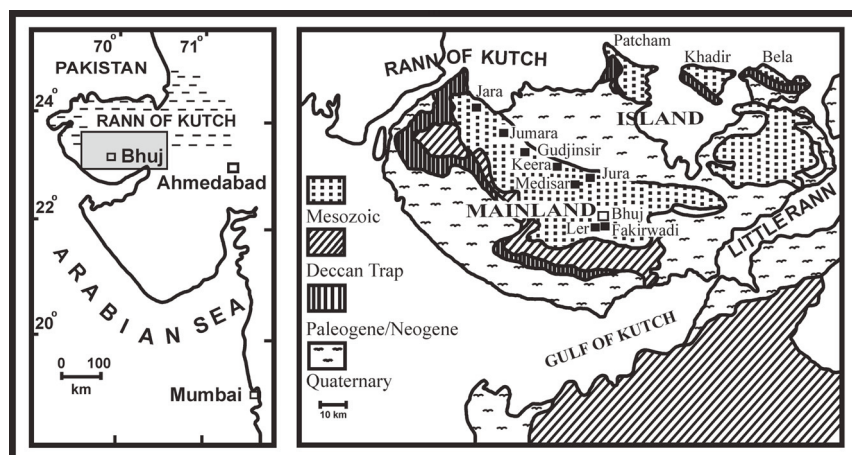 70°
71°
PAKISTAN
24°
RANN OF KUTCH
Bhuj
Ahmedabad
22°
ARABIAN SEA
20°
0 100
km
Mumbai
RANN OF KUTCH
Patcham
Khadir
Bela
Jara
ISLAND
Jumara
Gudjinsir
Keera
Jura
Medisar
MAINLAND
Bhuj
Ler
Fakirwadi
LITTLE RANN
GULF OF KUTCH
Mesozoic
Deccan Trap
Paleogene/Neogene
Quaternary
10 km